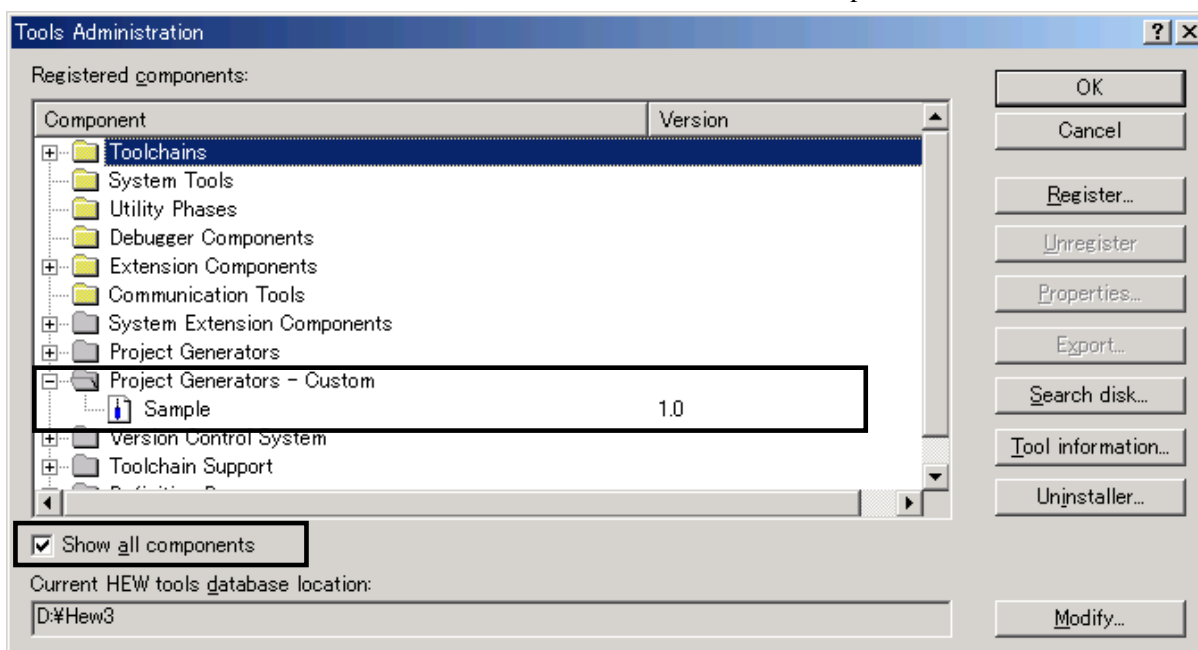 Tools Administration
Registered components:
Component Version
Toolchains
System Tools
Utility Phases
Debugger Components
Extension Components
Communication Tools
System Extension Components
Project Generators
Project Generators - Custom
Sample 1.0
Version Control System
Toolchain Support
Show all components
Current HEW tools database location:
D:¥Hew3
OK
Cancel
Register...
Unregister
Properties...
Export...
Search disk...
Tool information...
Uninstaller...
Modify...